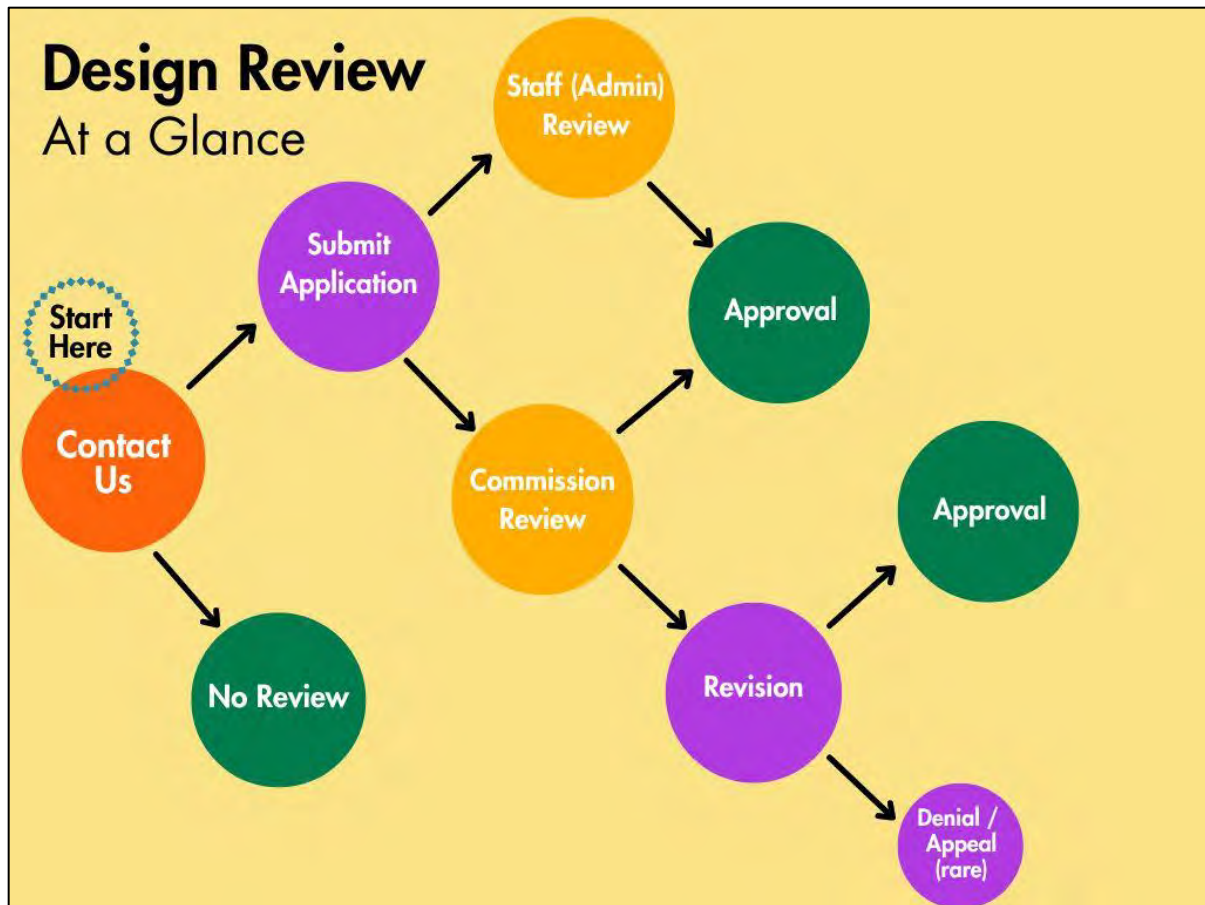 Design Review
At a Glance
Staff (Admin)
Review
Submit
Application
Start
Here
Approval
Contact
Us
Commission
Review
Approval
No Review
Revision
Denial /
Appeal
(rare)